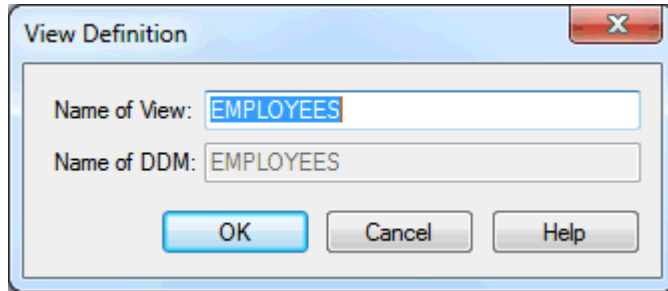 View Definition
Name of View: EMPLOYEES
Name of DDM: EMPLOYEES
OK Cancel Help